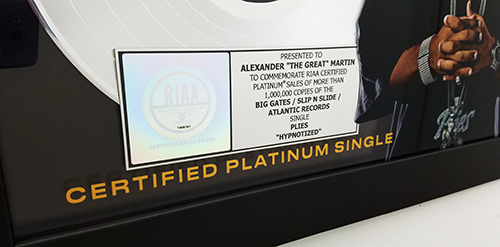 PRESENTED TO
ALEXANDER "THE GREAT" MARTIN
TO COMMEMORATE RIAA CERTIFIED
PLATINUM® SALES OF MORE THAN
1,000,000 COPIES OF THE
BIG GATES / SLIP N SLIDE /
ATLANTIC RECORDS
SINGLE
PLIES
"HYPNOTIZED"
RIAA
CERTIFIED SALES AWARD
CERTIFIED PLATINUM SINGLE